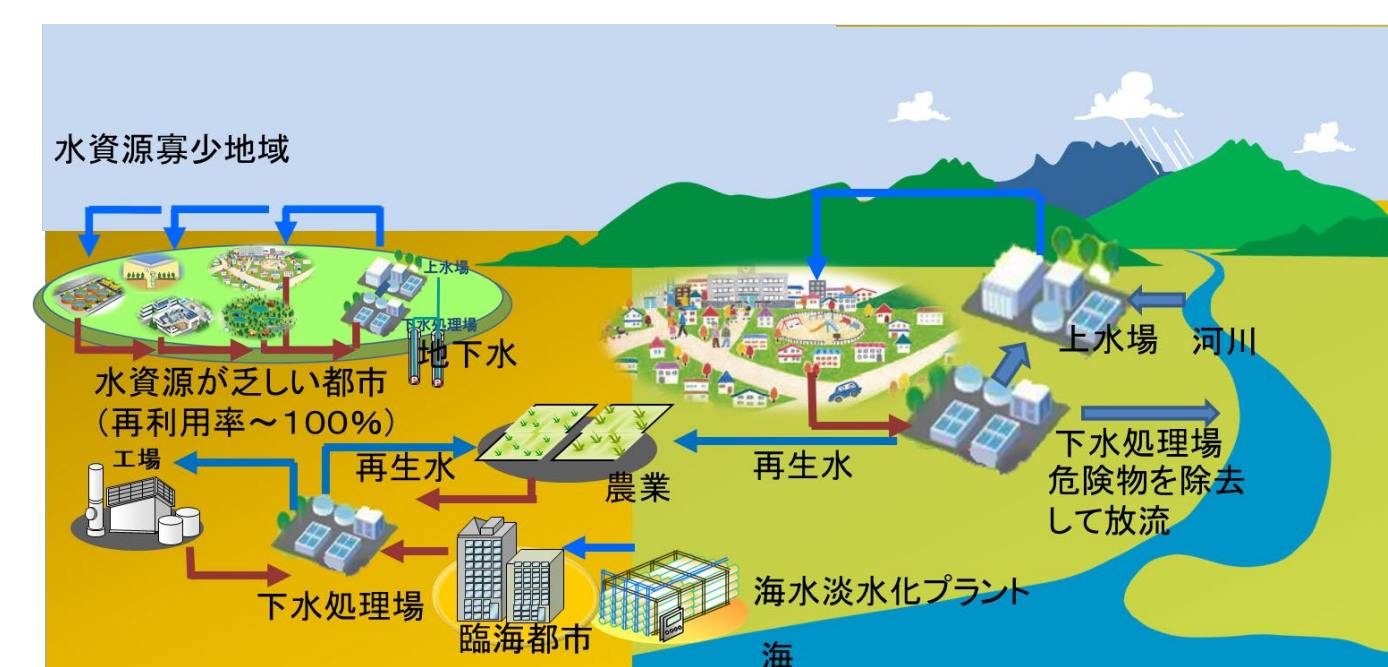 水資源寡少地域
上水場
下水処理場
地下水
水資源が乏しい都市
（再利用率～100%）
上水場
河川
工場
再生水
農業
再生水
下水処理場
危険物を除去
して放流
下水処理場
臨海都市
海水淡水化プラント
海
P
P